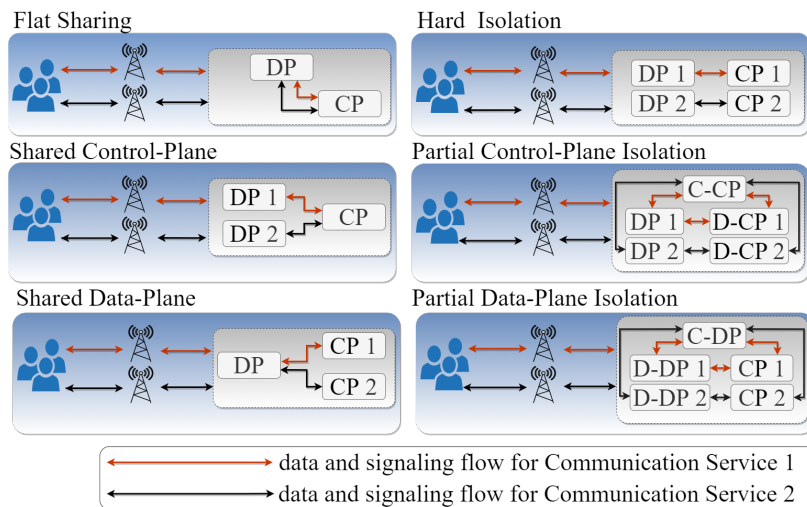 Flat Sharing
DP
CP
Hard Isolation
DP 1
CP 1
DP 2
CP 2
Shared Control-Plane
DP 1
CP
DP 2
Partial Control-Plane Isolation
C-CP
DP 1
D-CP 1
DP 2
D-CP 2
Shared Data-Plane
CP 1
DP
CP 2
Partial Data-Plane Isolation
C-DP
D-DP 1
CP 1
D-DP 2
CP 2
data and signaling flow for Communication Service 1
data and signaling flow for Communication Service 2